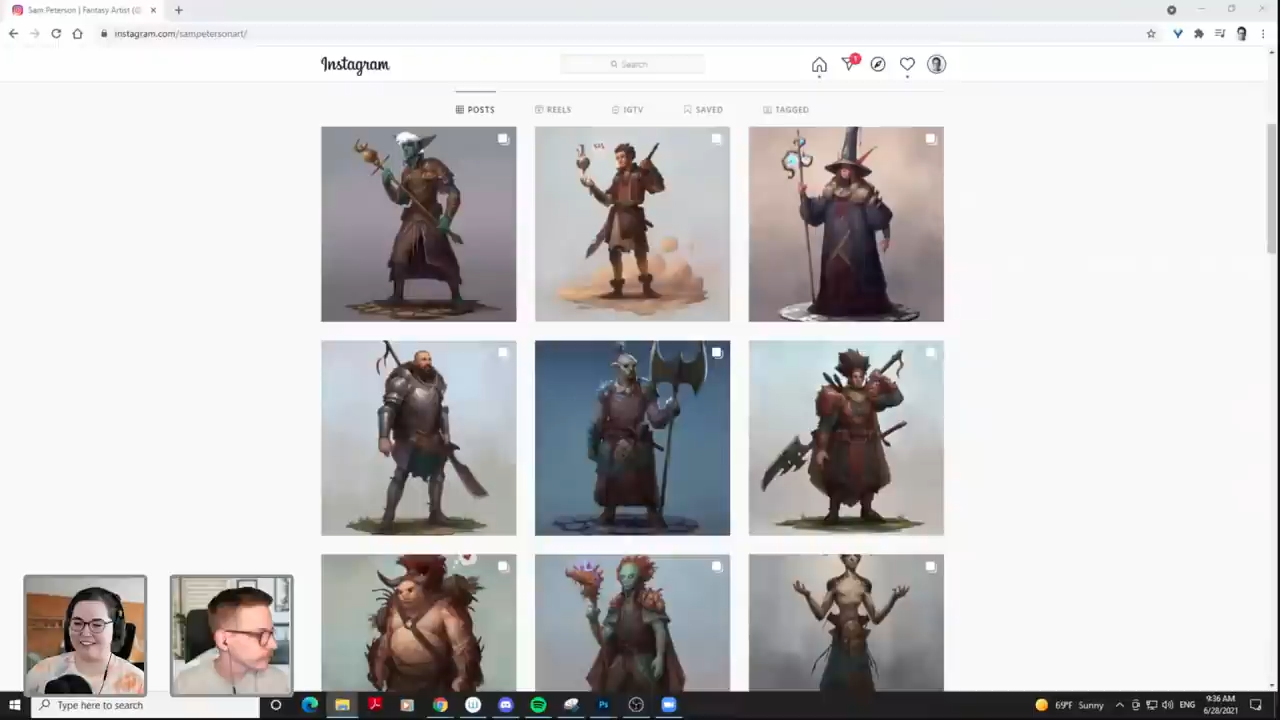 Sam Peterson | Fantasy Artist (@
instagram.com/sampetersonart/
Instagram
Search
1
POSTS
REELS
IGTV
SAVED
TAGGED
Type here to search
69°F Sunny
ENG
9:36 AM
6/28/2021